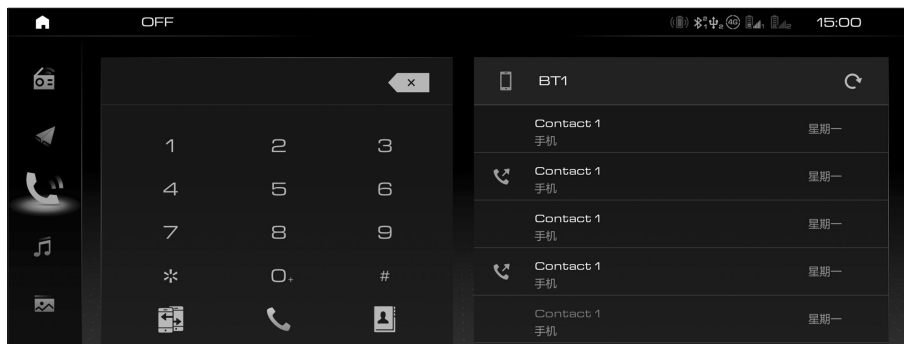 OFF
4G
15:00
BT1
1 2 3
4 5 6
7 8 9
* 0+ #
Contact 1
手机
星期一
Contact 1
手机
星期一
Contact 1
手机
星期一
Contact 1
手机
星期一
Contact 1
手机
星期一